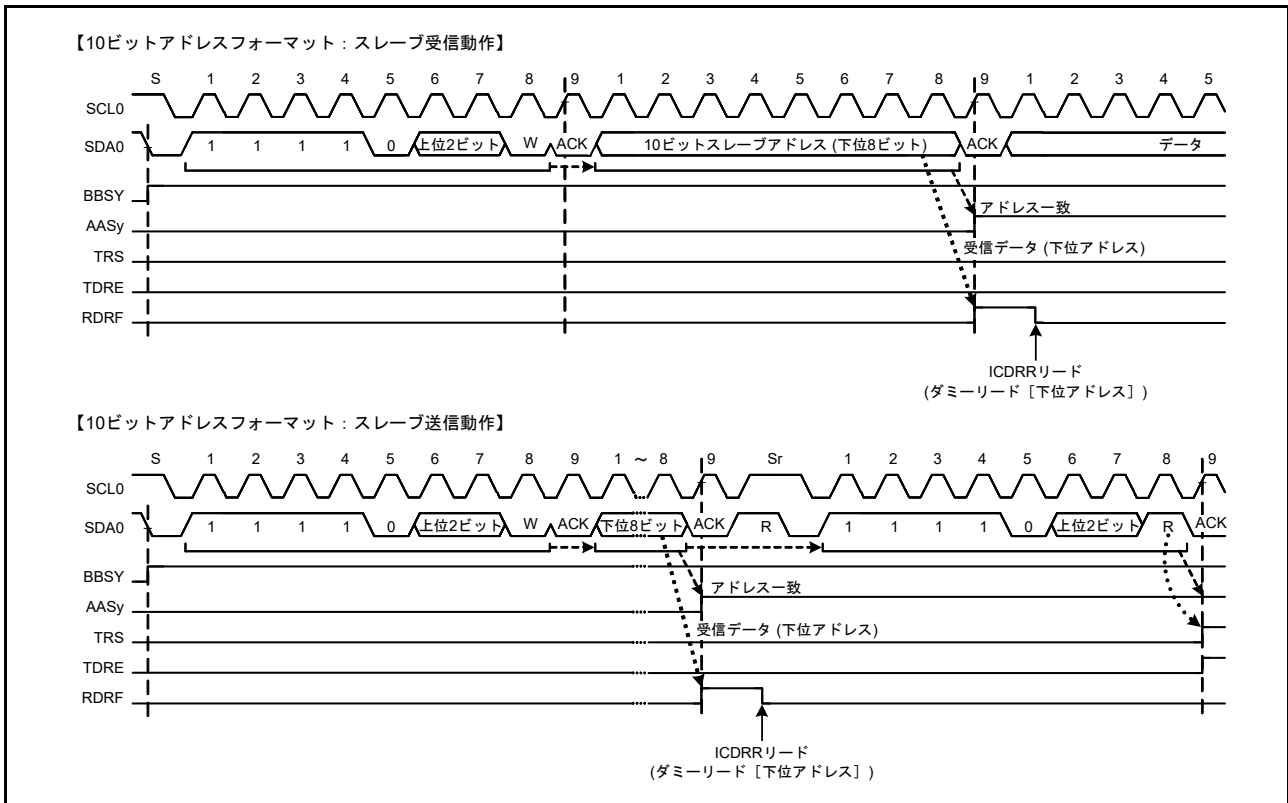 【10ビットアドレスフォーマット：スレーブ受信動作】
S 1 2 3 4 5 6 7 8 9 1 2 3 4 5 6 7 8 9 1 2 3 4 5
SCL0
SDA0 1 1 1 1 0 上位2ビット W ACK 10ビットスレーブアドレス (下位8ビット) ACK データ
BBSY
アドレス一致
AASy
受信データ (下位アドレス)
TRS
TDRE
RDRF
ICDRRリード
(ダミーリード［下位アドレス］)
【10ビットアドレスフォーマット：スレーブ送信動作】
S 1 2 3 4 5 6 7 8 9 1 ～ 8 9 Sr 1 2 3 4 5 6 7 8 9
SCL0
SDA0 1 1 1 1 0 上位2ビット W ACK 下位8ビット ACK R 1 1 1 1 0 上位2ビット R ACK
BBSY
アドレス一致
AASy
受信データ (下位アドレス)
TRS
TDRE
RDRF
ICDRRリード
(ダミーリード［下位アドレス］)